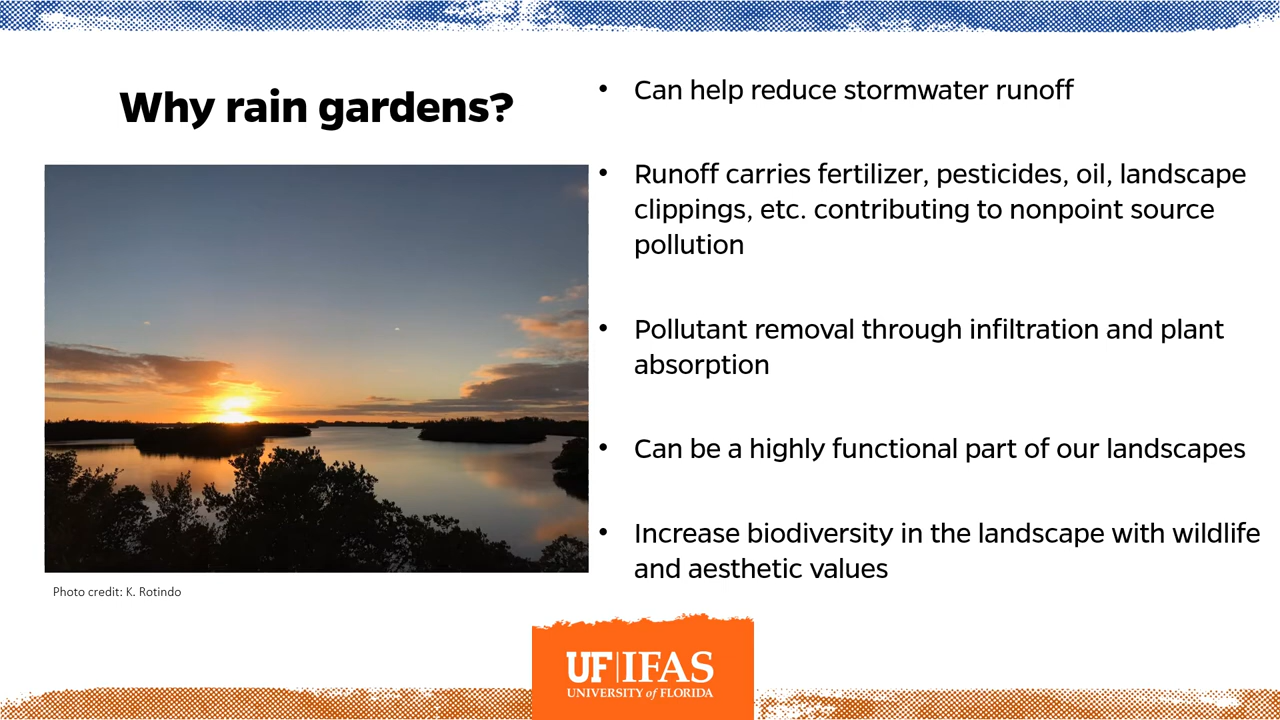 Why rain gardens?
• Can help reduce stormwater runoff
• Runoff carries fertilizer, pesticides, oil, landscape
clippings, etc. contributing to nonpoint source
pollution
• Pollutant removal through infiltration and plant
absorption
• Can be a highly functional part of our landscapes
• Increase biodiversity in the landscape with wildlife
and aesthetic values
Photo credit: K. Rotindo
UF|IFAS
UNIVERSITY of FLORIDA